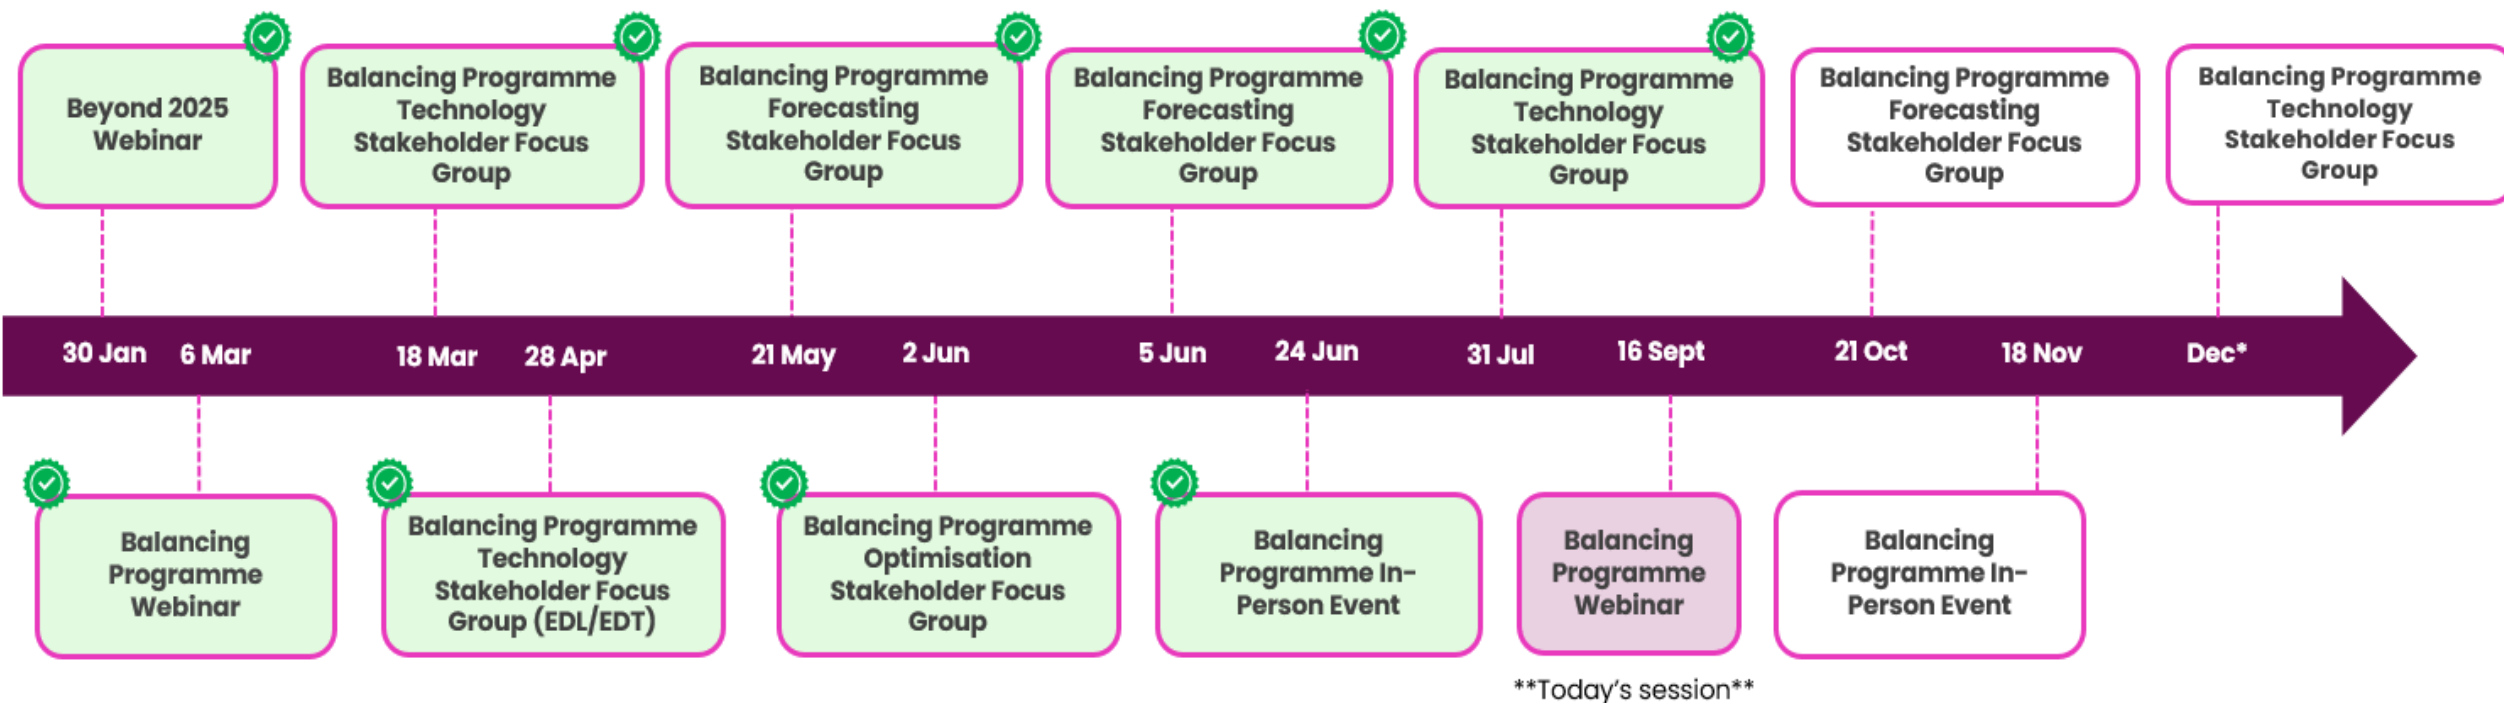 Beyond 2025
Webinar
Balancing Programme
Technology
Stakeholder Focus
Group
Balancing Programme
Forecasting
Stakeholder Focus
Group
Balancing Programme
Forecasting
Stakeholder Focus
Group
Balancing Programme
Technology
Stakeholder Focus
Group
Balancing Programme
Forecasting
Stakeholder Focus
Group
Balancing Programme
Technology
Stakeholder Focus
Group
30 Jan
6 Mar
18 Mar
28 Apr
21 May
2 Jun
5 Jun
24 Jun
31 Jul
16 Sept
21 Oct
18 Nov
Dec*
Balancing
Programme
Webinar
Balancing Programme
Technology
Stakeholder Focus
Group (EDL/EDT)
Balancing Programme
Optimisation
Stakeholder Focus
Group
Balancing
Programme In-
Person Event
Balancing
Programme
Webinar
Balancing
Programme In-
Person Event
**Today's session**